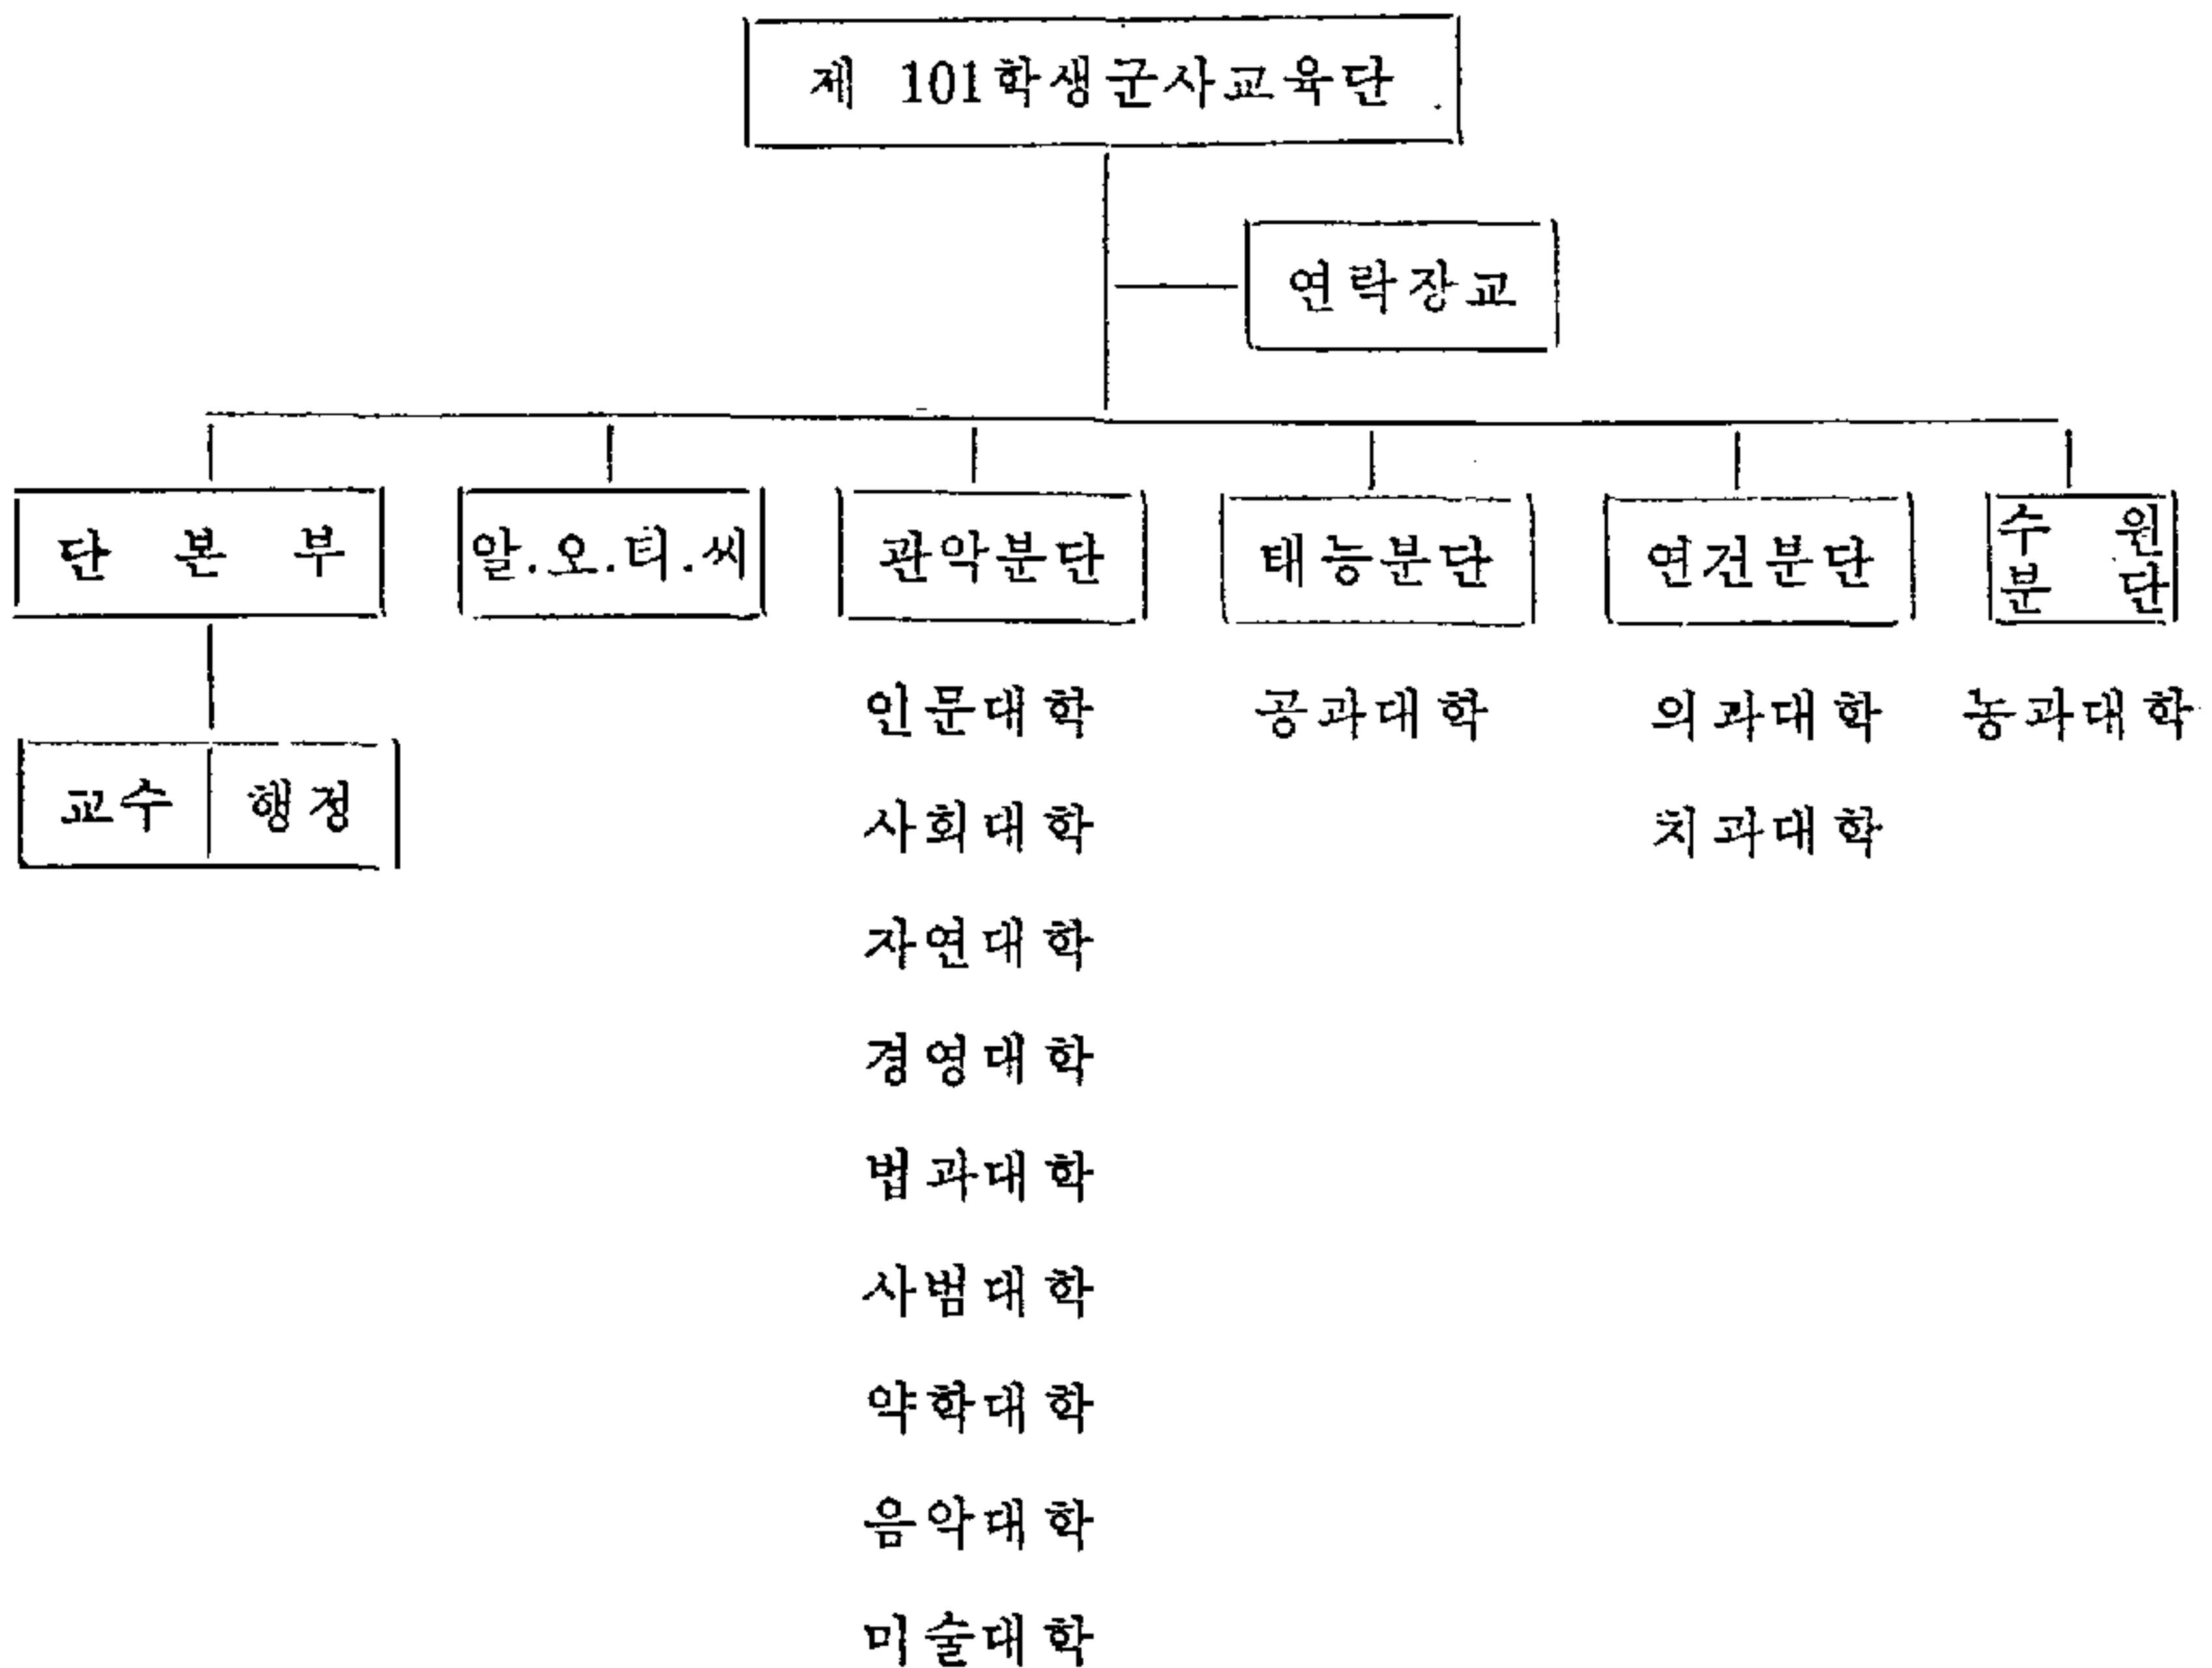 제 101학생군사교육단
연락장교
단 본 부
알.오.티.씨
관악분단
태능분단
연건분단
수 원
분 단
교수
행정
인문대학
사회대학
자연대학
경영대학
법과대학
사범대학
약학대학
음악대학
미술대학
공과대학
의과대학
치과대학
농과대학